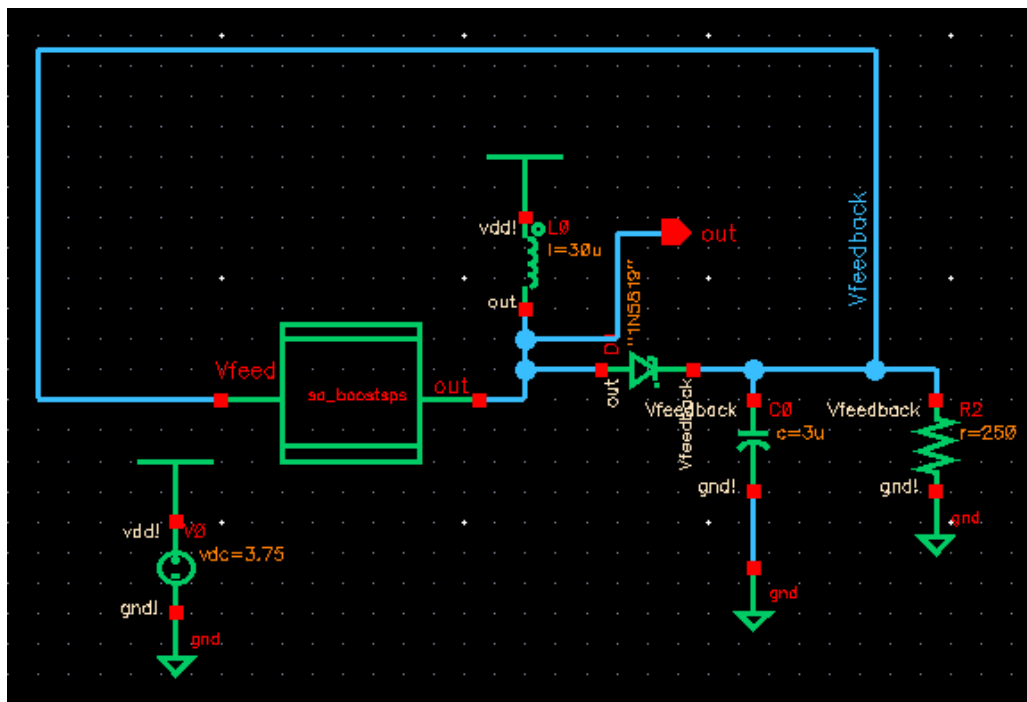 Vfeedback
vdd!
L0
l=30u
out
out
"1N5819"
Vfeed
so_boostsps
out
out
Vfeedback
Vfeedback
C0
c=3u
gnd!
gnd
Vfeedback
R2
r=250
gnd!
gnd
vdd!
V0
vdc=3.75
gnd!
gnd